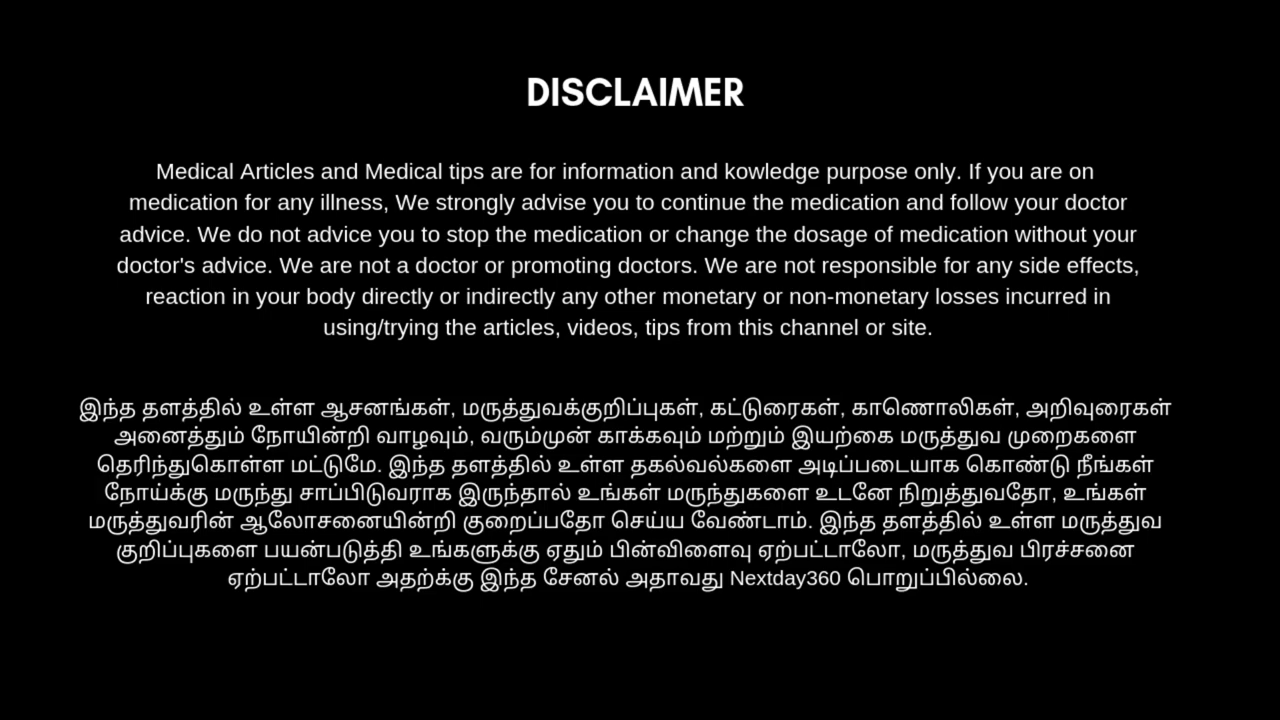 DISCLAIMER
Medical Articles and Medical tips are for information and kowledge purpose only. If you are on
medication for any illness, We strongly advise you to continue the medication and follow your doctor
advice. We do not advice you to stop the medication or change the dosage of medication without your
doctor's advice. We are not a doctor or promoting doctors. We are not responsible for any side effects,
reaction in your body directly or indirectly any other monetary or non-monetary losses incurred in
using/trying the articles, videos, tips from this channel or site.
இந்த தளத்தில் உள்ள ஆசனங்கள், மருத்துவக்குறிப்புகள், கட்டுரைகள், காணொலிகள், அறிவுரைகள்
அனைத்தும் நோயின்றி வாழவும், வரும்முன் காக்கவும் மற்றும் இயற்கை மருத்துவ முறைகளை
தெரிந்துகொள்ள மட்டுமே. இந்த தளத்தில் உள்ள தகல்வல்களை அடிப்படையாக கொண்டு நீங்கள்
நோய்க்கு மருந்து சாப்பிடுவராக இருந்தால் உங்கள் மருந்துகளை உடனே நிறுத்துவதோ, உங்கள்
மருத்துவரின் ஆலோசனையின்றி குறைப்பதோ செய்ய வேண்டாம். இந்த தளத்தில் உள்ள மருத்துவ
குறிப்புகளை பயன்படுத்தி உங்களுக்கு ஏதும் பின்விளைவு ஏற்பட்டாலோ, மருத்துவ பிரச்சனை
ஏற்பட்டாலோ அதற்க்கு இந்த சேனல் அதாவது Nextday360 பொறுப்பில்லை.